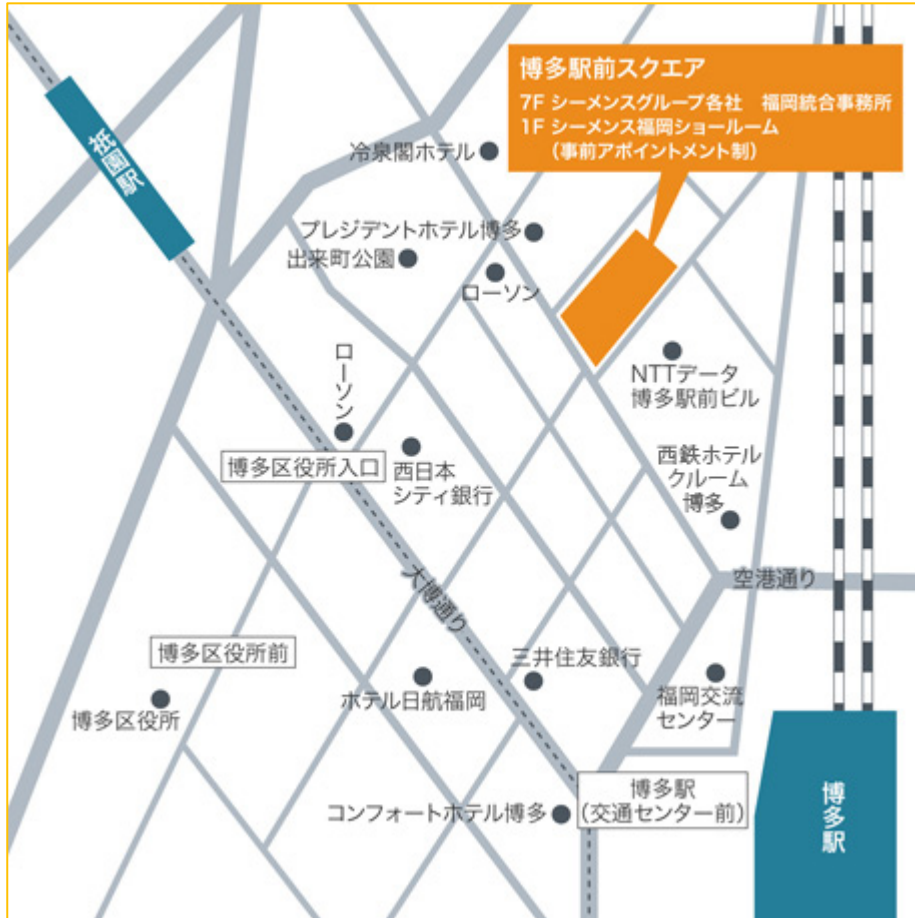 博多駅前スクエア
7F シーメンスグループ各社　福岡統合事務所
1F シーメンス福岡ショールーム
（事前アポイントメント制）
祇園駅
冷泉閣ホテル
プレジデントホテル博多
出来町公園
ローソン
ローソン
NTTデータ
博多駅前ビル
博多区役所入口
西日本
シティ銀行
西鉄ホテル
クルーム
博多
空港通り
大博通り
博多区役所前
三井住友銀行
博多区役所
ホテル日航福岡
福岡交流
センター
博多駅
（交通センター前）
コンフォートホテル博多
博多駅